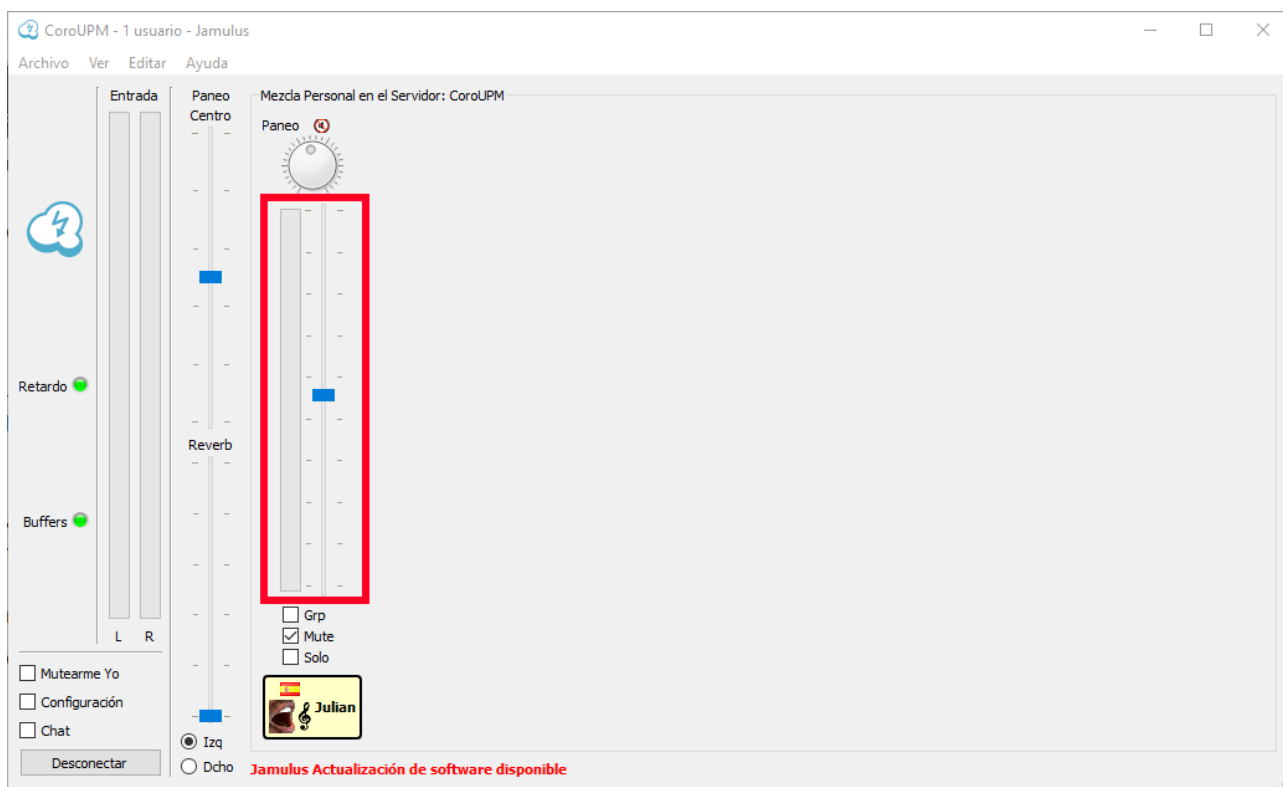 CoroUPM - 1 usuario - Jamulus
Archivo Ver Editar Ayuda
Entrada
Paneo
Centro
Mezcla Personal en el Servidor: CoroUPM
Paneo
Retardo
Reverb
Buffers
L R
Grp
Mute
Solo
Mutearme Yo
Configuración
Chat
Julian
Desconectar
Izq
Dcho
Jamulus Actualización de software disponible